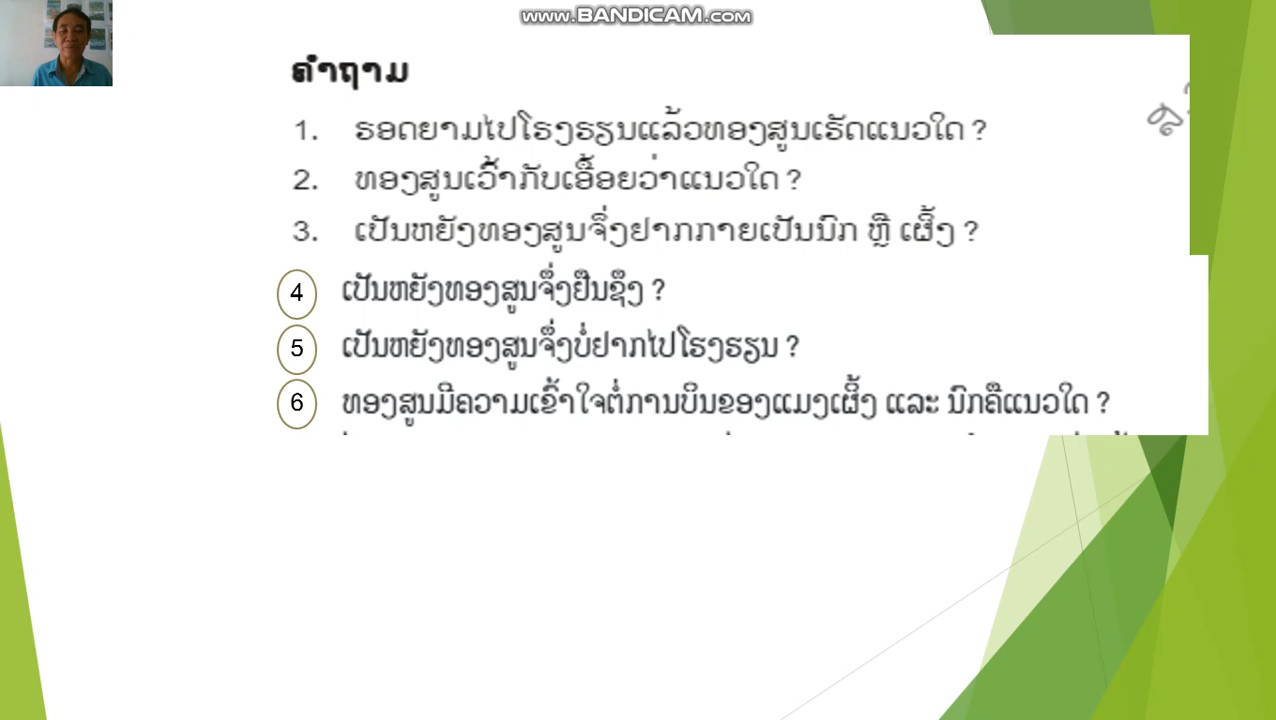 www.BANDICAM.com
ຄຳຖາມ
1. ຮອດຍາມໄປໂຮງຮຽນແລ້ວທອງສູນເຮັດແນວໃດ ?
2. ທອງສູນເວົ້າກັບເອື້ອຍວ່າແນວໃດ ?
3. ເປັນຫຍັງທອງສູນຈຶ່ງຢາກກາຍເປັນນົກ ຫຼື ເຜິ້ງ ?
4 ເປັນຫຍັງທອງສູນຈຶ່ງຢືນຊຶງ ?
5 ເປັນຫຍັງທອງສູນຈຶ່ງບໍ່ຢາກໄປໂຮງຮຽນ ?
6 ທອງສູນມີຄວາມເຂົ້າໃຈຕໍ່ການບິນຂອງແມງເຜິ້ງ ແລະ ນົກຄືແນວໃດ ?